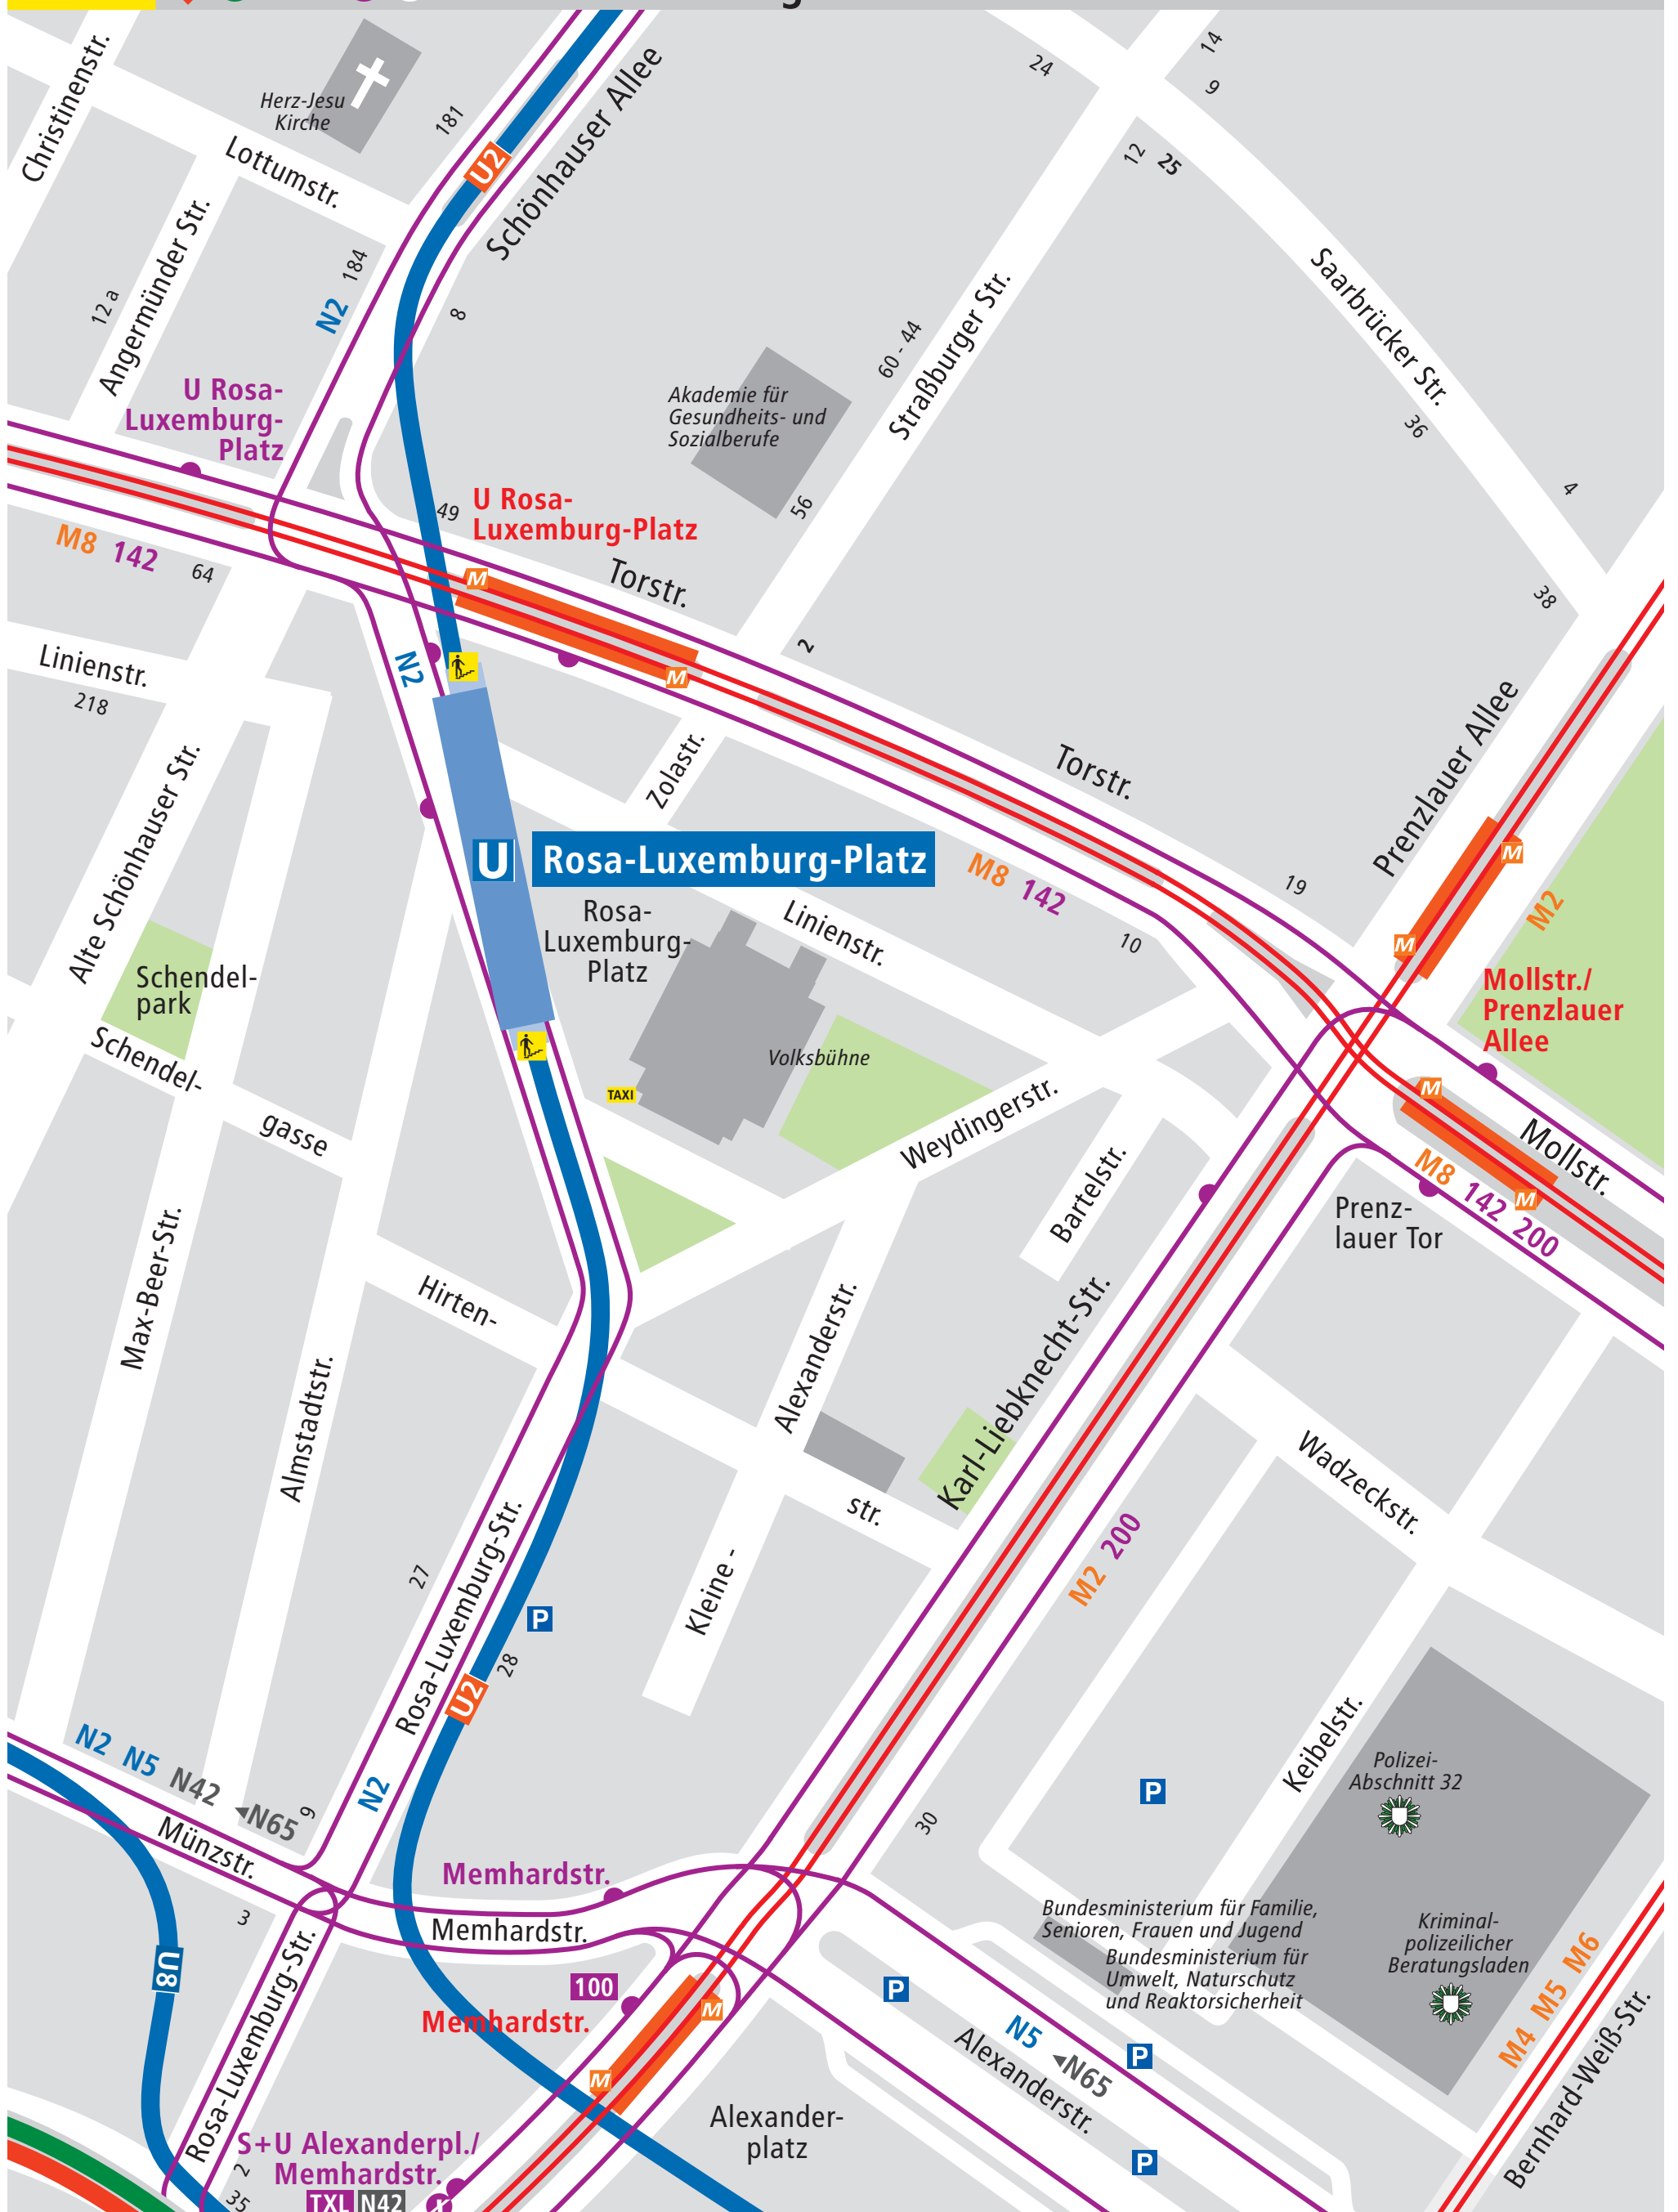 Christinenstr.
Herz-Jesu
Kirche
Lottumstr.
181
U2
Schönhauser Allee
24
14
9
12
25
Angermünder Str.
12 a
184
N2
8
Saarbrücker Str.
36
4
38
60 - 44
Straßburger Str.
Akademie für
Gesundheits- und
Sozialberufe
56
2
U Rosa-
Luxemburg-
Platz
49
U Rosa-
Luxemburg-Platz
M
M
Torstr.
M8 142
64
Linienstr.
218
N2
Zolastr.
Torstr.
Prenzlauer Allee
M
M
M2
19
Alte Schönhauser Str.
U Rosa-Luxemburg-Platz
M8 142
10
Rosa-
Luxemburg-
Platz
Linienstr.
Mollstr./
Prenzlauer
Allee
Schendel-
park
Schendel-
gasse
Volksbühne
TAXI
Weydingerstr.
Bartelstr.
M
Mollstr.
M8 142 200
M
Prenz-
lauer Tor
Max-Beer-Str.
Hirten-
str.
Almstadtstr.
Alexanderstr.
Kleine -
Karl-Liebknecht-Str.
Wadzeckstr.
M2 200
27
Rosa-Luxemburg-Str.
P
28
U2
N2
N2 N5 N42 ◄N65
9
Münzstr.
3
Keibelstr.
Polizei-
Abschnitt 32
P
30
Memhardstr.
Memhardstr.
Bundesministerium für Familie,
Senioren, Frauen und Jugend
Bundesministerium für
Umwelt, Naturschutz
und Reaktorsicherheit
Kriminal-
polizeilicher
Beratungsladen
M4 M5 M6
Bernhard-Weiß-Str.
U8
100
Memhardstr.
M
M
P
N5 ◄N65
P
Alexanderstr.
P
Rosa-Luxemburg-Str.
Alexander-
platz
S+U Alexanderpl./
Memhardstr.
2
35
TXL N42